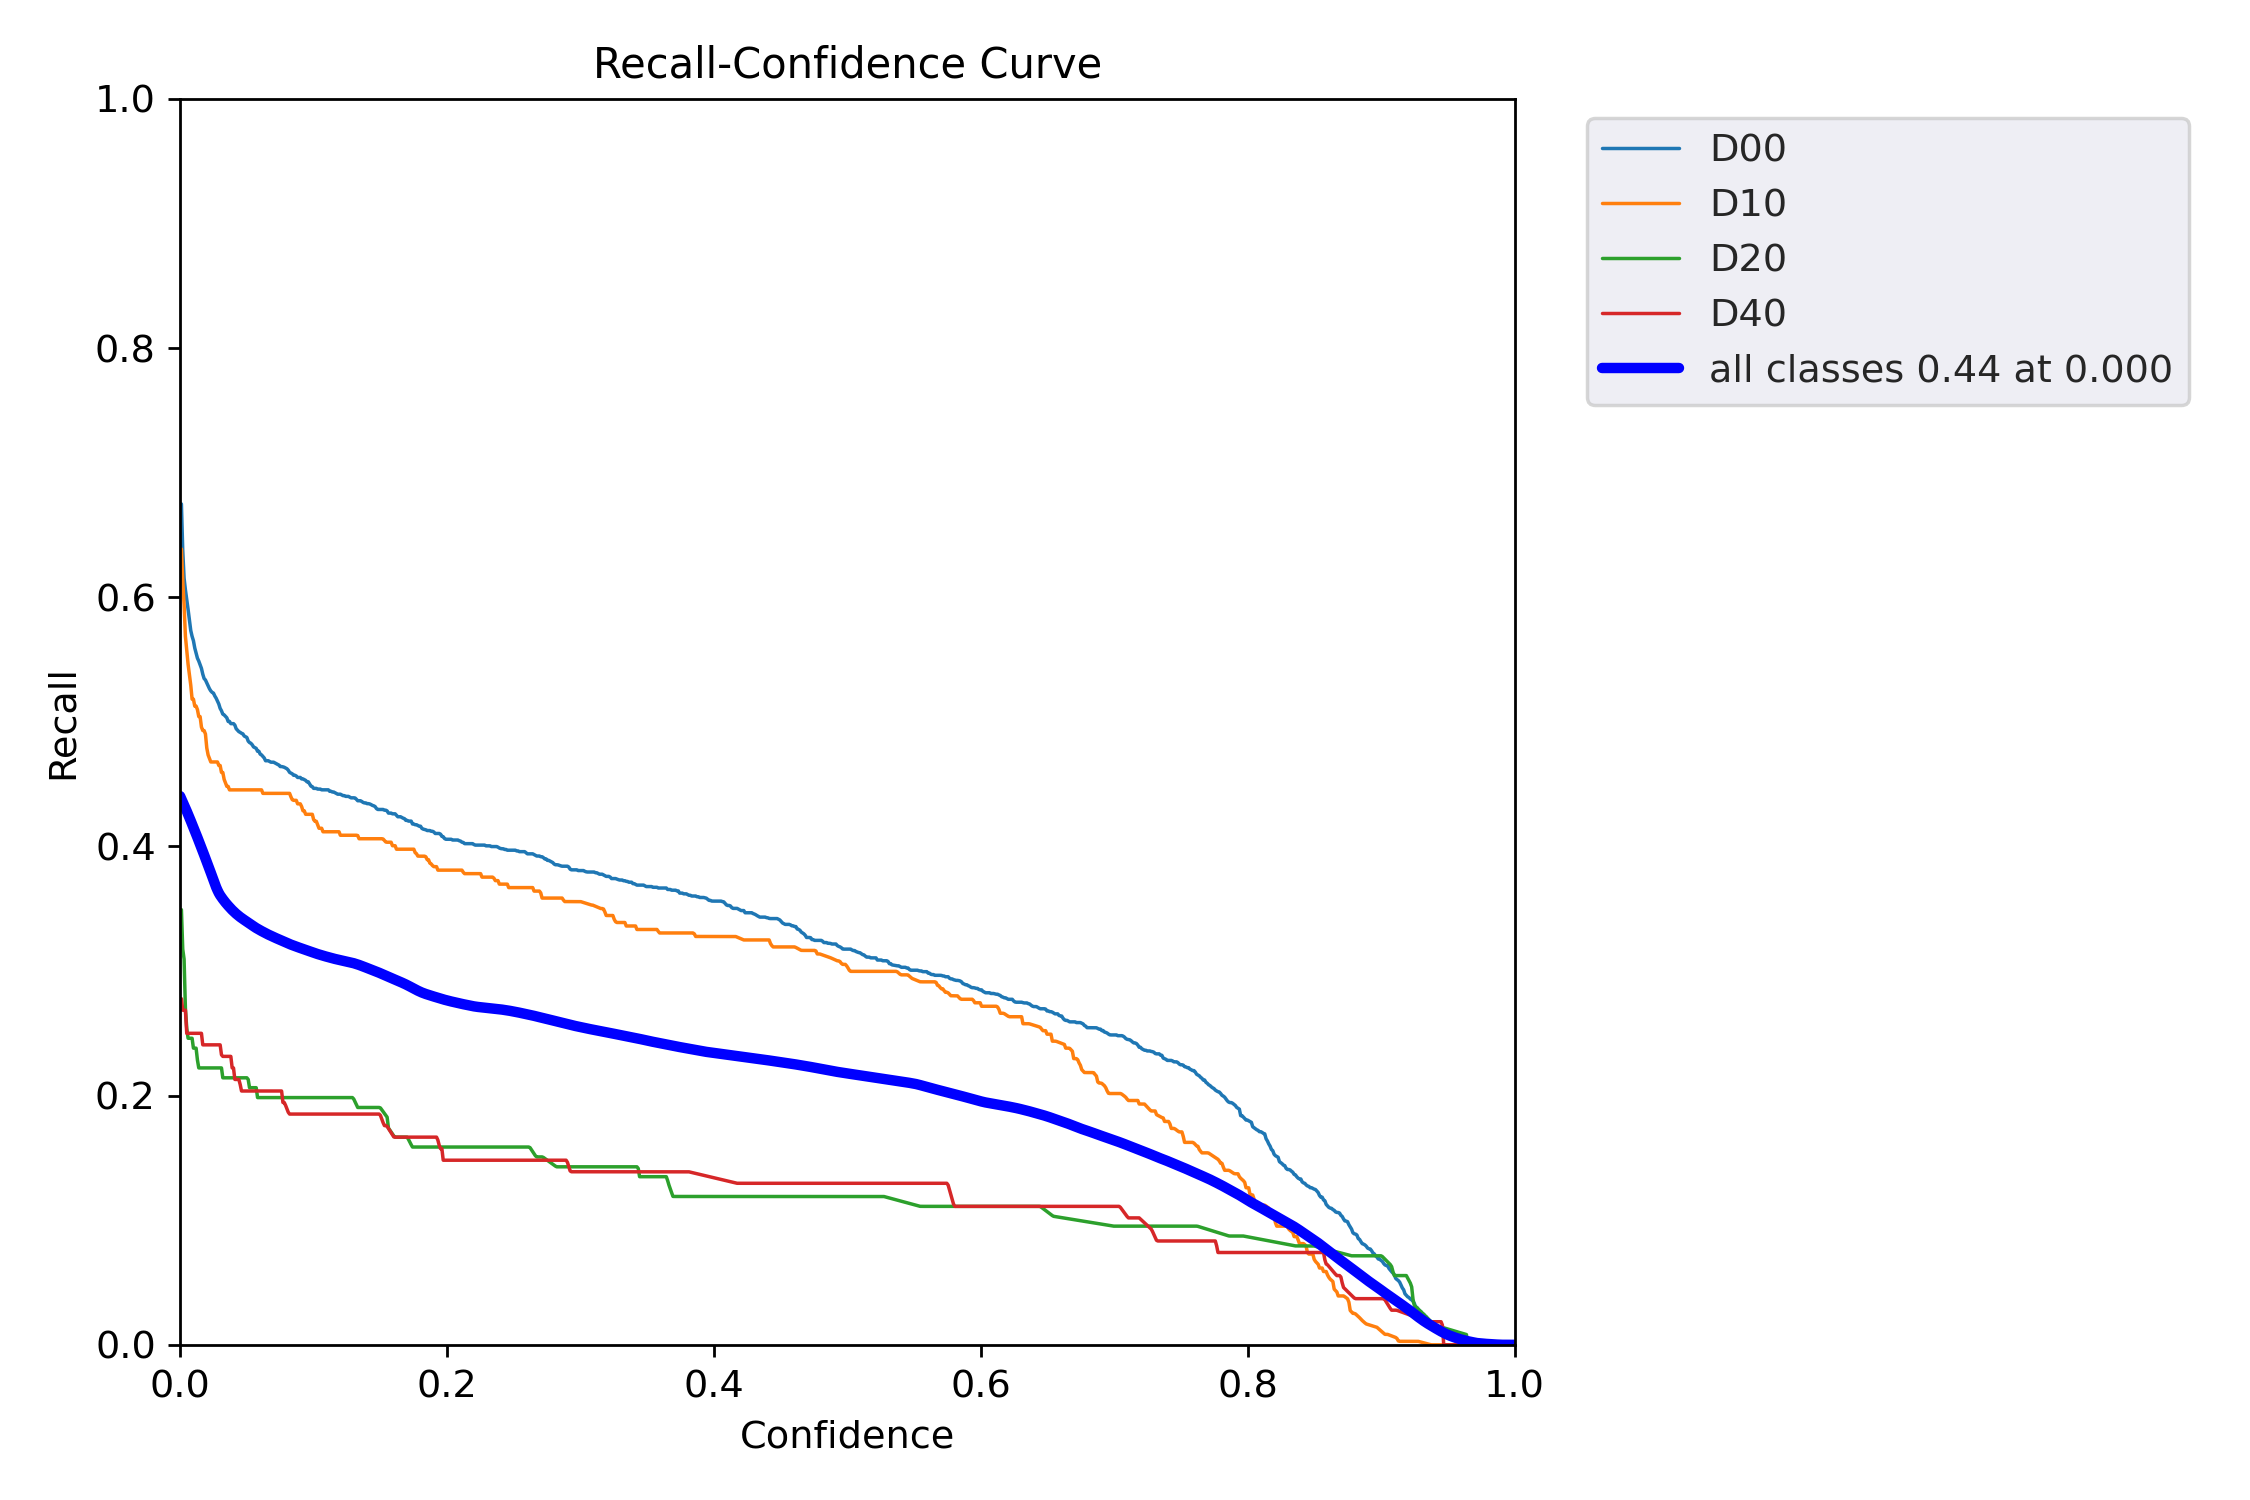 Recall-Confidence Curve
1.0
0.8
0.6
0.4
0.2
0.0
Recall
0.0 0.2 0.4 0.6 0.8 1.0
Confidence
D00
D10
D20
D40
all classes 0.44 at 0.000